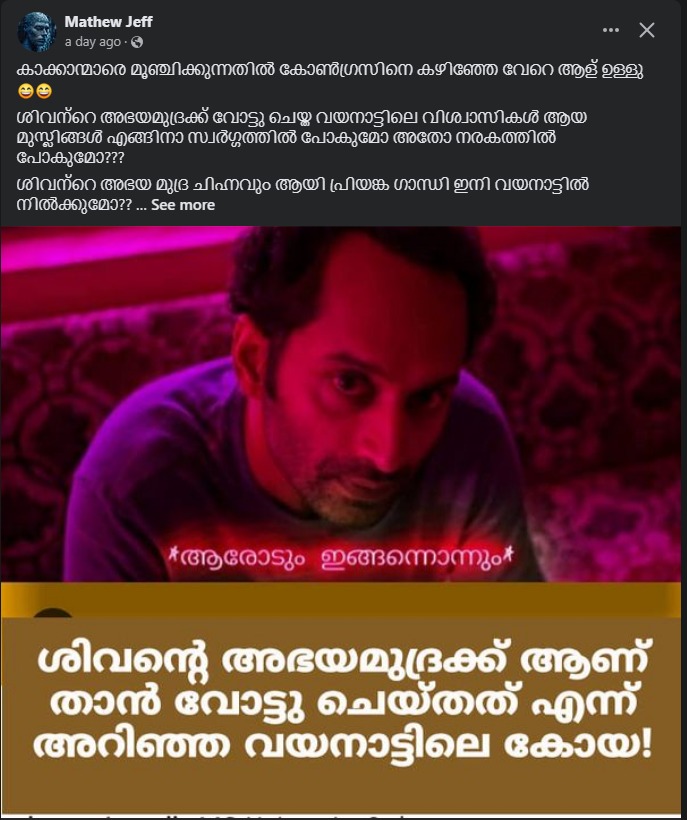 Mathew Jeff
a day ago ·
കാക്കാന്മാരെ മൂഞ്ചിക്കുന്നതിൽ കോൺഗ്രസിനെ കഴിഞ്ഞേ വേറെ ആള് ഉള്ളു
😄😄
ശിവന്റെ അഭയമുദ്രക്ക് വോട്ടു ചെയ്ത വയനാട്ടിലെ വിശ്വാസികൾ ആയ
മുസ്ലിങ്ങൾ എങ്ങിനാ സ്വർഗ്ഗത്തിൽ പോകുമോ അതോ നരകത്തിൽ
പോകുമോ???
ശിവന്റെ അഭയ മുദ്ര ചിഹ്നവും ആയി പ്രിയങ്ക ഗാന്ധി ഇനി വയനാട്ടിൽ
നിൽക്കുമോ?? ... See more
*ആരോടും ഇങ്ങന്നൊന്നും*
ശിവന്റെ അഭയമുദ്രക്ക് ആണ്
താൻ വോട്ടു ചെയ്തത് എന്ന്
അറിഞ്ഞ വയനാട്ടിലെ കോയ!